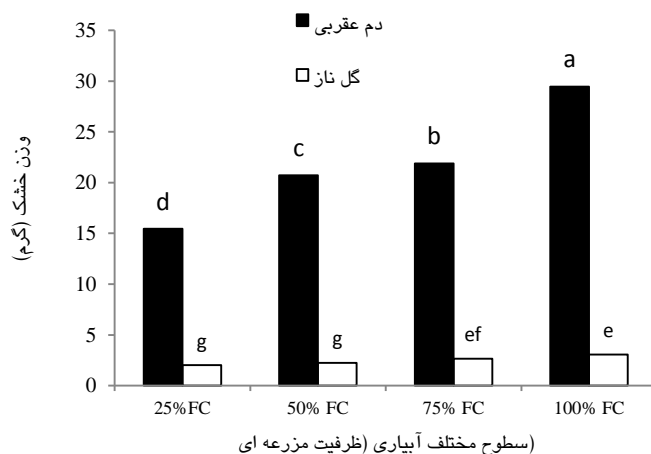 دم عقربی
گل ناز
وزن خشک (گرم)
35
30
25
20
15
10
5
0
d
g
c
g
b
ef
a
e
25%FC
50% FC
75% FC
100% FC
سطوح مختلف آبیاری (ظرفیت مزرعه ای)